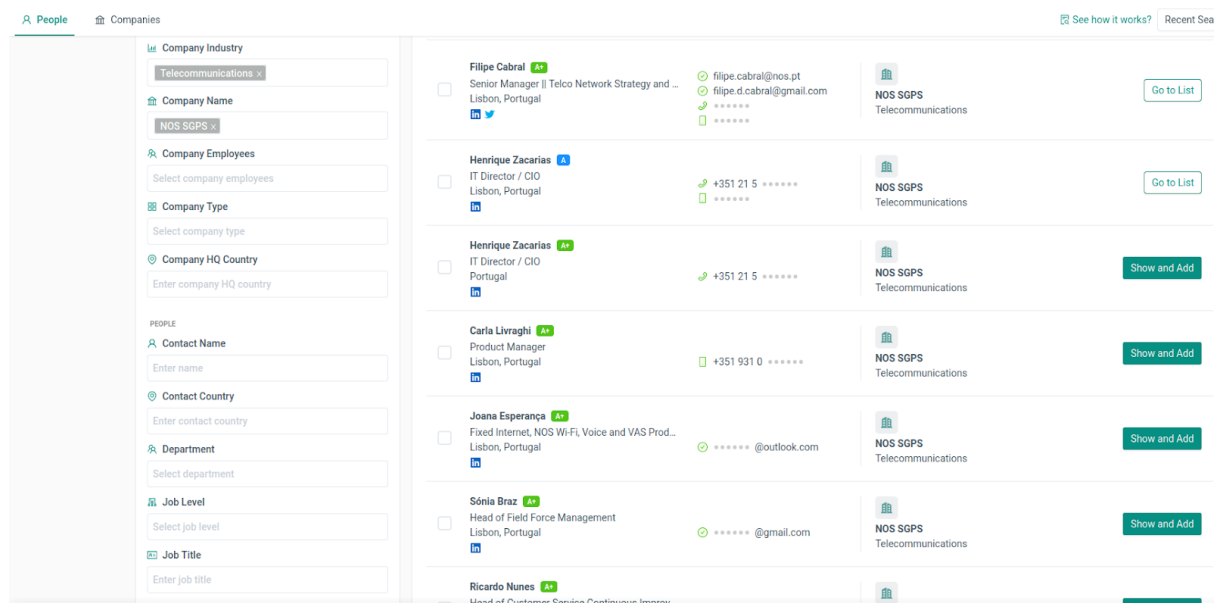 People
Companies
See how it works?
Recent Sea
Company Industry
Telecommunications ×
Company Name
NOS SGPS ×
Company Employees
Select company employees
Company Type
Select company type
Company HQ Country
Enter company HQ country
PEOPLE
Contact Name
Enter name
Contact Country
Enter contact country
Department
Select department
Job Level
Select job level
Job Title
Enter job title
Filipe Cabral A+
Senior Manager || Telco Network Strategy and ...
Lisbon, Portugal
filipe.cabral@nos.pt
filipe.d.cabral@gmail.com
NOS SGPS
Telecommunications
Go to List
Henrique Zacarias A
IT Director / CIO
Lisbon, Portugal
+351 21 5
NOS SGPS
Telecommunications
Go to List
Henrique Zacarias A+
IT Director / CIO
Portugal
+351 21 5
NOS SGPS
Telecommunications
Show and Add
Carla Livraghi A+
Product Manager
Lisbon, Portugal
+351 931 0
NOS SGPS
Telecommunications
Show and Add
Joana Esperança A+
Fixed Internet, NOS Wi-Fi, Voice and VAS Prod...
Lisbon, Portugal
@outlook.com
NOS SGPS
Telecommunications
Show and Add
Sónia Braz A+
Head of Field Force Management
Lisbon, Portugal
@gmail.com
NOS SGPS
Telecommunications
Show and Add
Ricardo Nunes A+
Head of Customer Service Continuous Improv